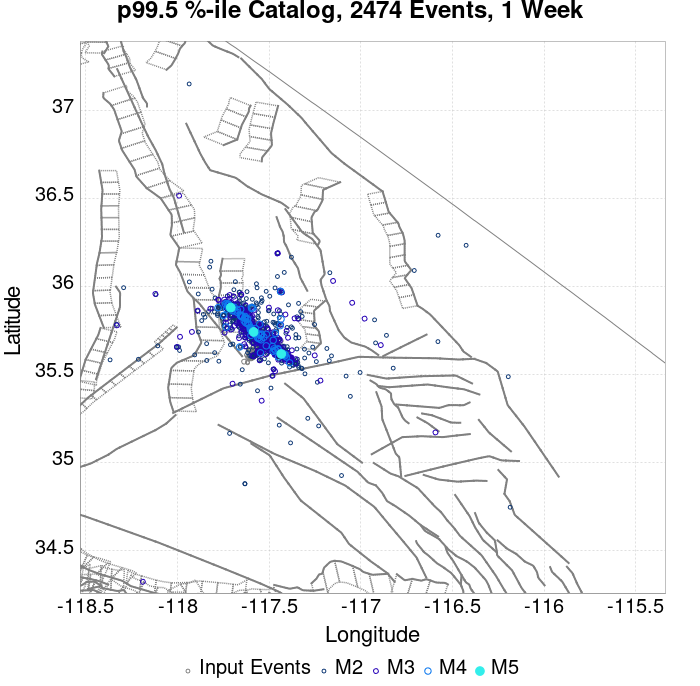 p99.5 %-ile Catalog, 2474 Events, 1 Week
37
36.5
36
35.5
35
34.5
Latitude
-118.5 -118 -117.5 -117 -116.5 -116 -115.5
Longitude
Input Events M2 M3 M4 M5